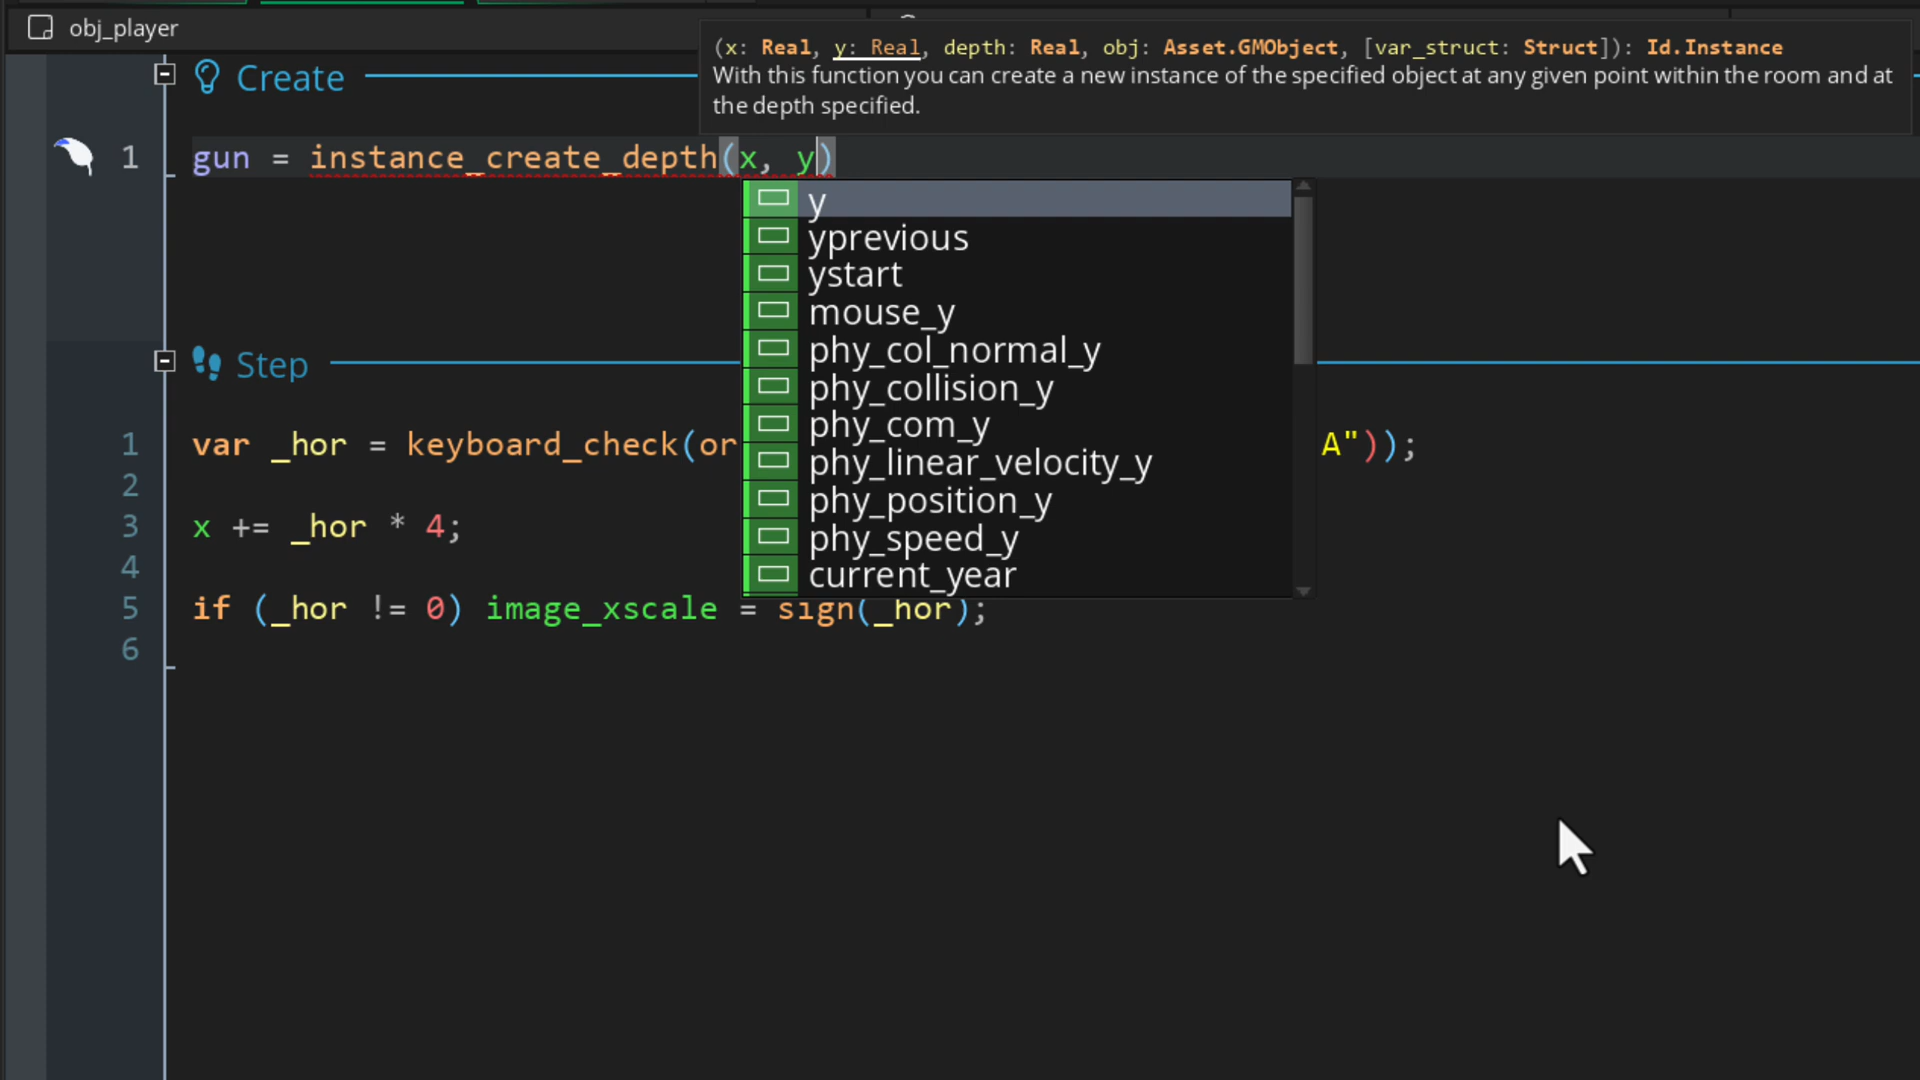 obj_player
(x: Real, y: Real, depth: Real, obj: Asset.GMObject, [var_struct: Struct]): Id.Instance
With this function you can create a new instance of the specified object at any given point within the room and at
the depth specified.
Create
1 gun = instance_create_depth(x, y)
y
yprevious
ystart
mouse_y
phy_col_normal_y
phy_collision_y
phy_com_y
phy_linear_velocity_y
phy_position_y
phy_speed_y
current_year
Step
1 var _hor = keyboard_check(or A"));
2
3 x += _hor * 4;
4
5 if (_hor != 0) image_xscale = sign(_hor);
6